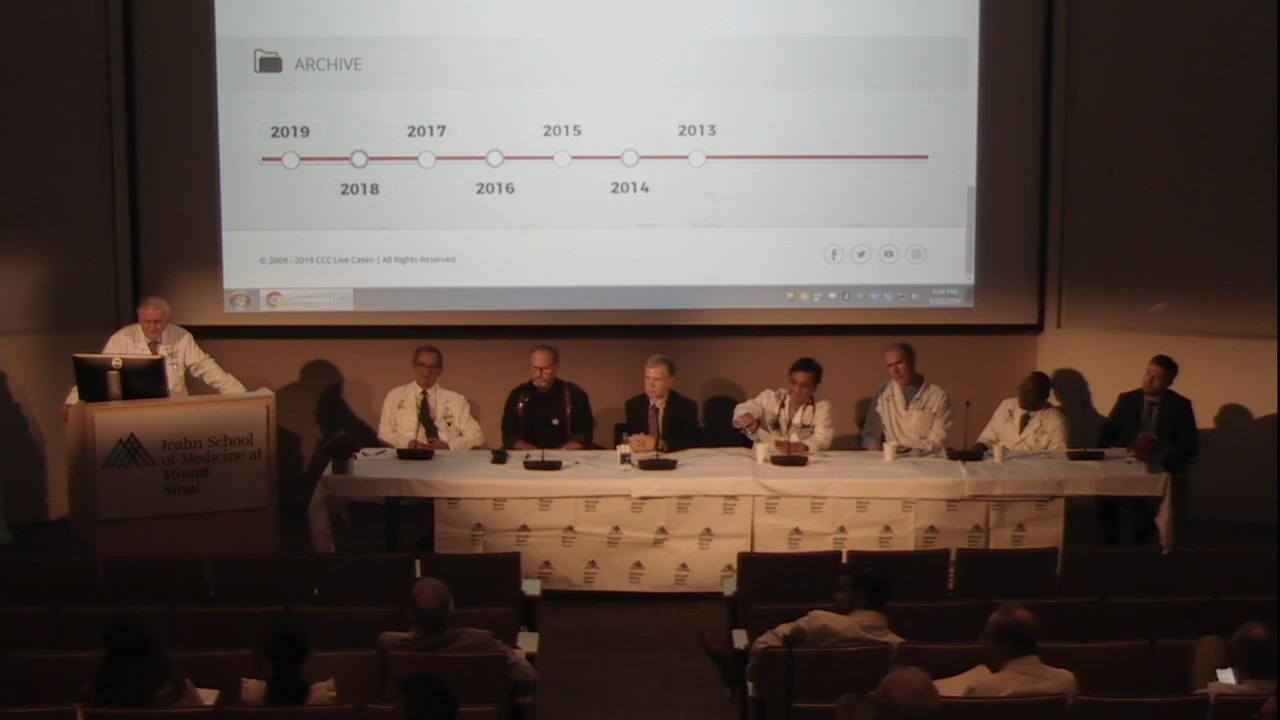 ARCHIVE
2019
2017
2015
2013
2018
2016
2014
© 2009 - 2019 CCC Live Cases | All Rights Reserved
Icahn School
of Medicine at
Mount
Sinai